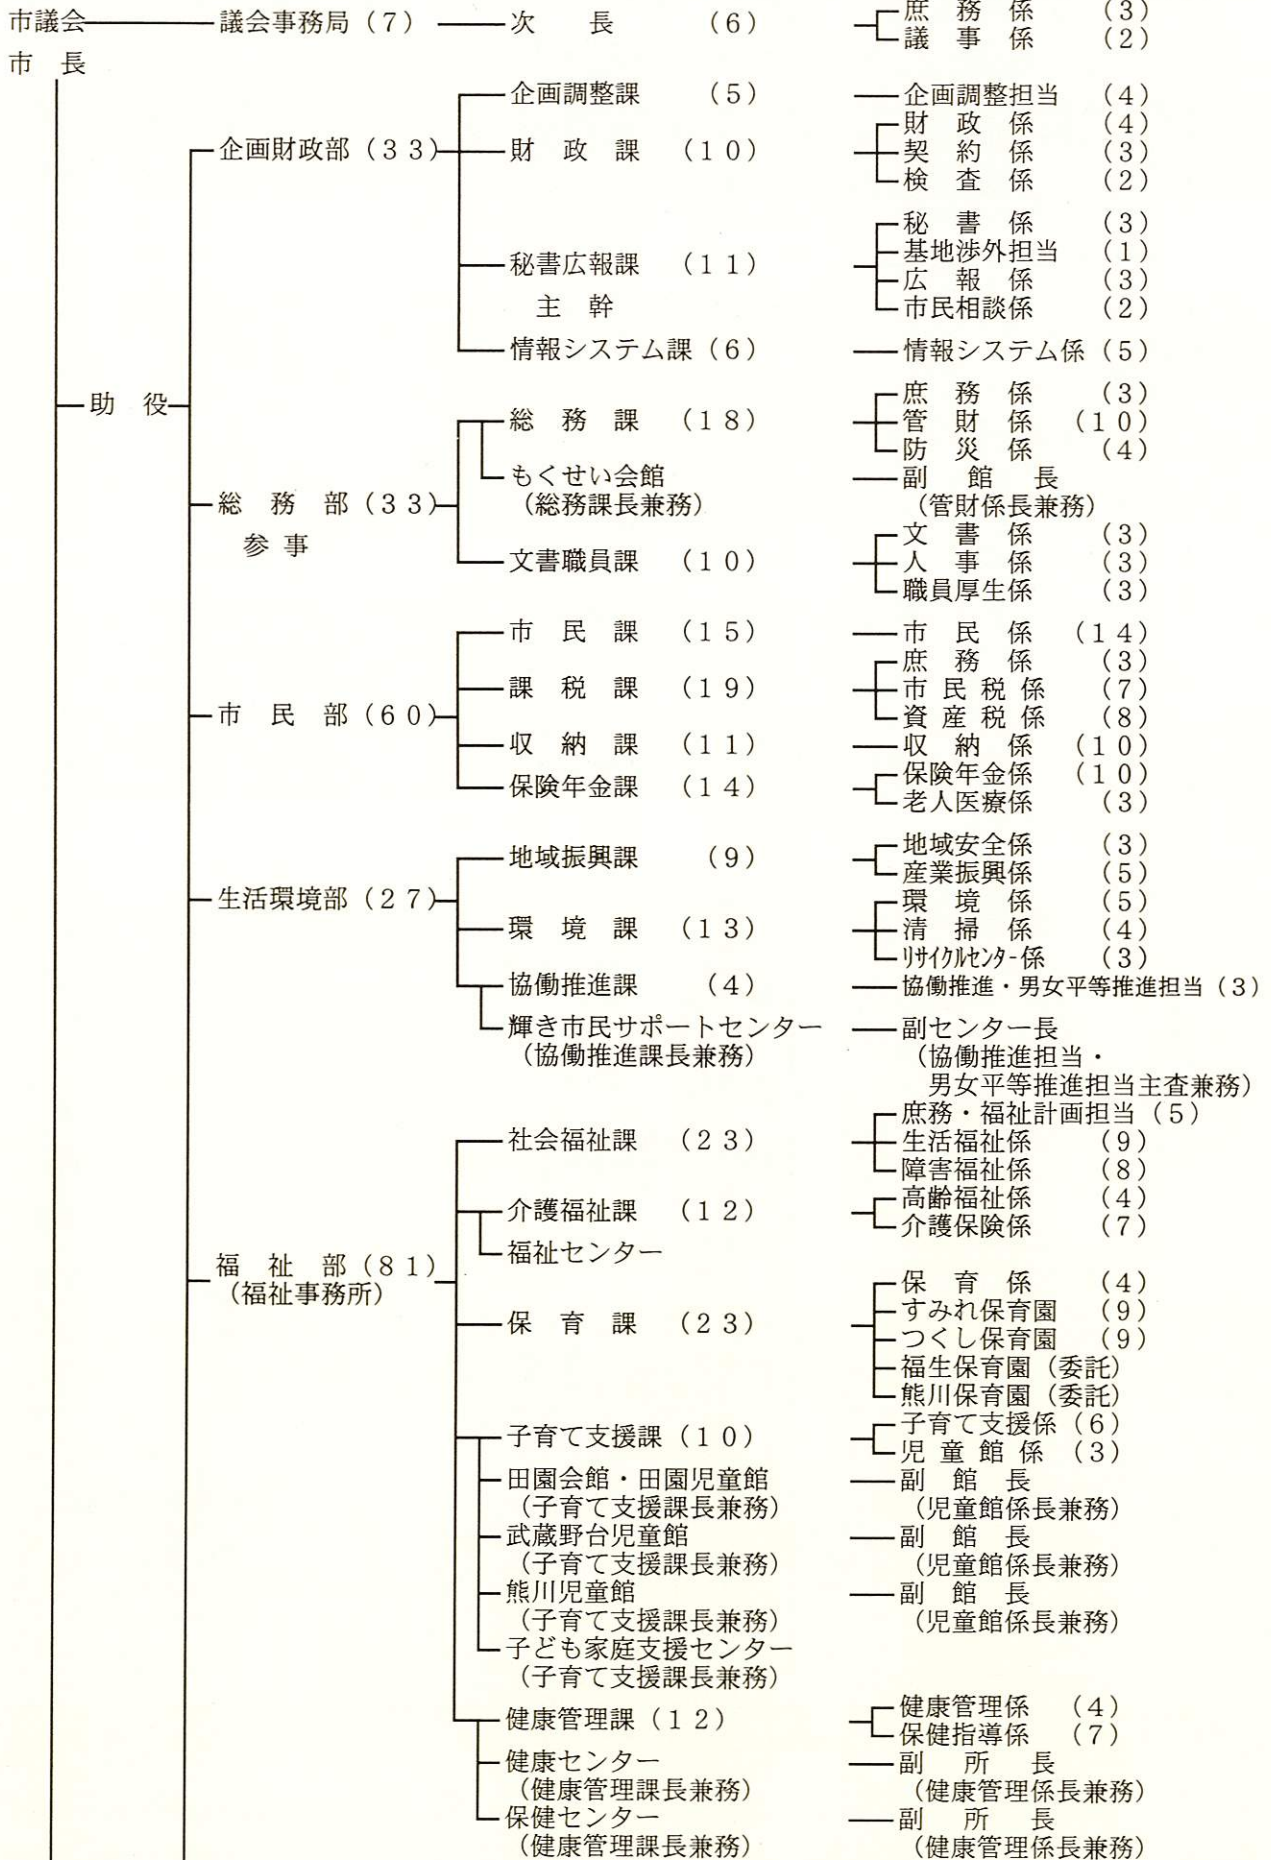 市議会 議会事務局（７） 次長 （６） 庶務係 （３）
議事係 （２）
市長
企画調整課 （５） 企画調整担当 （４）
財政係 （４）
企画財政部（３３） 財政課 （１０） 契約係 （３）
検査係 （２）
秘書係 （３）
基地渉外担当 （１）
秘書広報課 （１１）
広報係 （３）
主幹 市民相談係 （２）
情報システム課（６） 情報システム係（５）
庶務係 （３）
助役
総務課 （１８） 管財係 （１０）
防災係 （４）
もくせい会館 副館長
総務部（３３） （総務課長兼務） （管財係長兼務）
文書係 （３）
参事
文書職員課 （１０） 人事係 （３）
職員厚生係 （３）
市民課 （１５） 市民係 （１４）
庶務係 （３）
課税課 （１９） 市民税係 （７）
市民部（６０） 資産税係 （８）
収納課 （１１） 収納係 （１０）
保険年金係 （１０）
保険年金課 （１４）
老人医療係 （３）
地域安全係 （３）
地域振興課 （９）
産業振興係 （５）
生活環境部（２７） 環境係 （５）
環境課 （１３） 清掃係 （４）
ﾘｻｲｸﾙｾﾝﾀｰ係 （３）
協働推進課 （４） 協働推進・男女平等推進担当（３）
輝き市民サポートセンター 副センター長
（協働推進課長兼務） （協働推進担当・
男女平等推進担当主査兼務）
庶務・福祉計画担当（５）
社会福祉課 （２３） 生活福祉係 （９）
障害福祉係 （８）
高齢福祉係 （４）
介護福祉課 （１２）
介護保険係 （７）
福祉センター
福祉部（８１）
（福祉事務所） 保育係 （４）
すみれ保育園 （９）
保育課 （２３）
つくし保育園 （９）
福生保育園（委託）
熊川保育園（委託）
子育て支援係（６）
子育て支援課（１０）
児童館係 （３）
田園会館・田園児童館 副館長
（子育て支援課長兼務） （児童館係長兼務）
武蔵野台児童館 副館長
（子育て支援課長兼務） （児童館係長兼務）
熊川児童館 副館長
（子育て支援課長兼務） （児童館係長兼務）
子ども家庭支援センター
（子育て支援課長兼務）
健康管理係 （４）
健康管理課（１２）
保健指導係 （７）
健康センター 副所長
（健康管理課長兼務） （健康管理係長兼務）
保健センター 副所長
（健康管理課長兼務） （健康管理係長兼務）